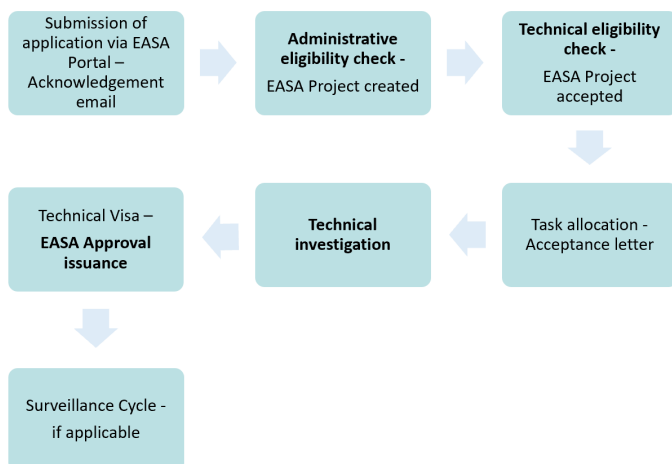 Submission of
application via EASA
Portal –
Acknowledgement
email
Administrative
eligibility check -
EASA Project created
Technical eligibility
check -
EASA Project
accepted
Task allocation -
Acceptance letter
Technical
investigation
Technical Visa –
EASA Approval
issuance
Surveillance Cycle -
if applicable